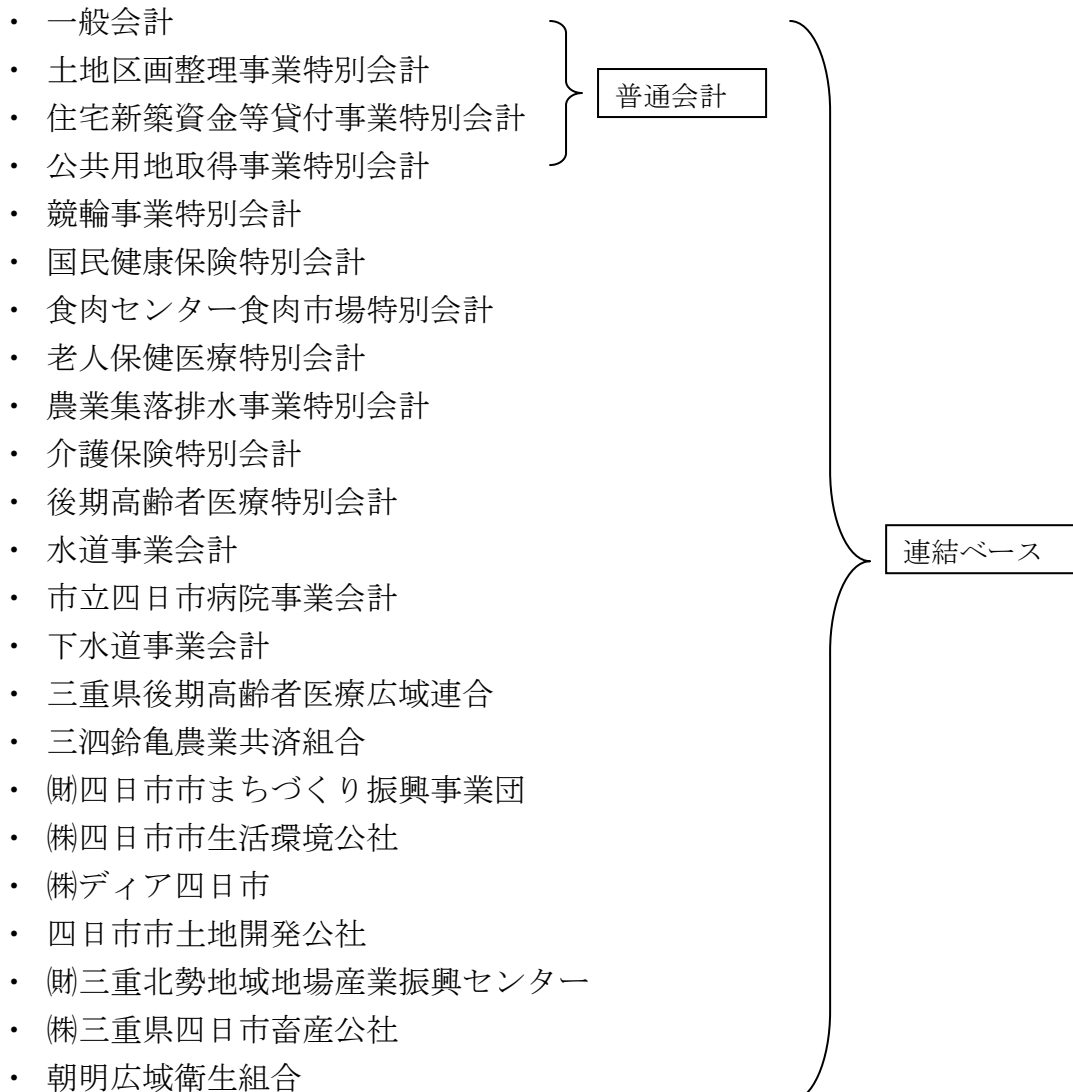 ・ 一般会計
・ 土地区画整理事業特別会計
・ 住宅新築資金等貸付事業特別会計
・ 公共用地取得事業特別会計
普通会計
・ 競輪事業特別会計
・ 国民健康保険特別会計
・ 食肉センター食肉市場特別会計
・ 老人保健医療特別会計
・ 農業集落排水事業特別会計
・ 介護保険特別会計
・ 後期高齢者医療特別会計
・ 水道事業会計
連結ベース
・ 市立四日市病院事業会計
・ 下水道事業会計
・ 三重県後期高齢者医療広域連合
・ 三泗鈴亀農業共済組合
・ ㈶四日市市まちづくり振興事業団
・ ㈱四日市市生活環境公社
・ ㈱ディア四日市
・ 四日市市土地開発公社
・ ㈶三重北勢地域地場産業振興センター
・ ㈱三重県四日市畜産公社
・ 朝明広域衛生組合